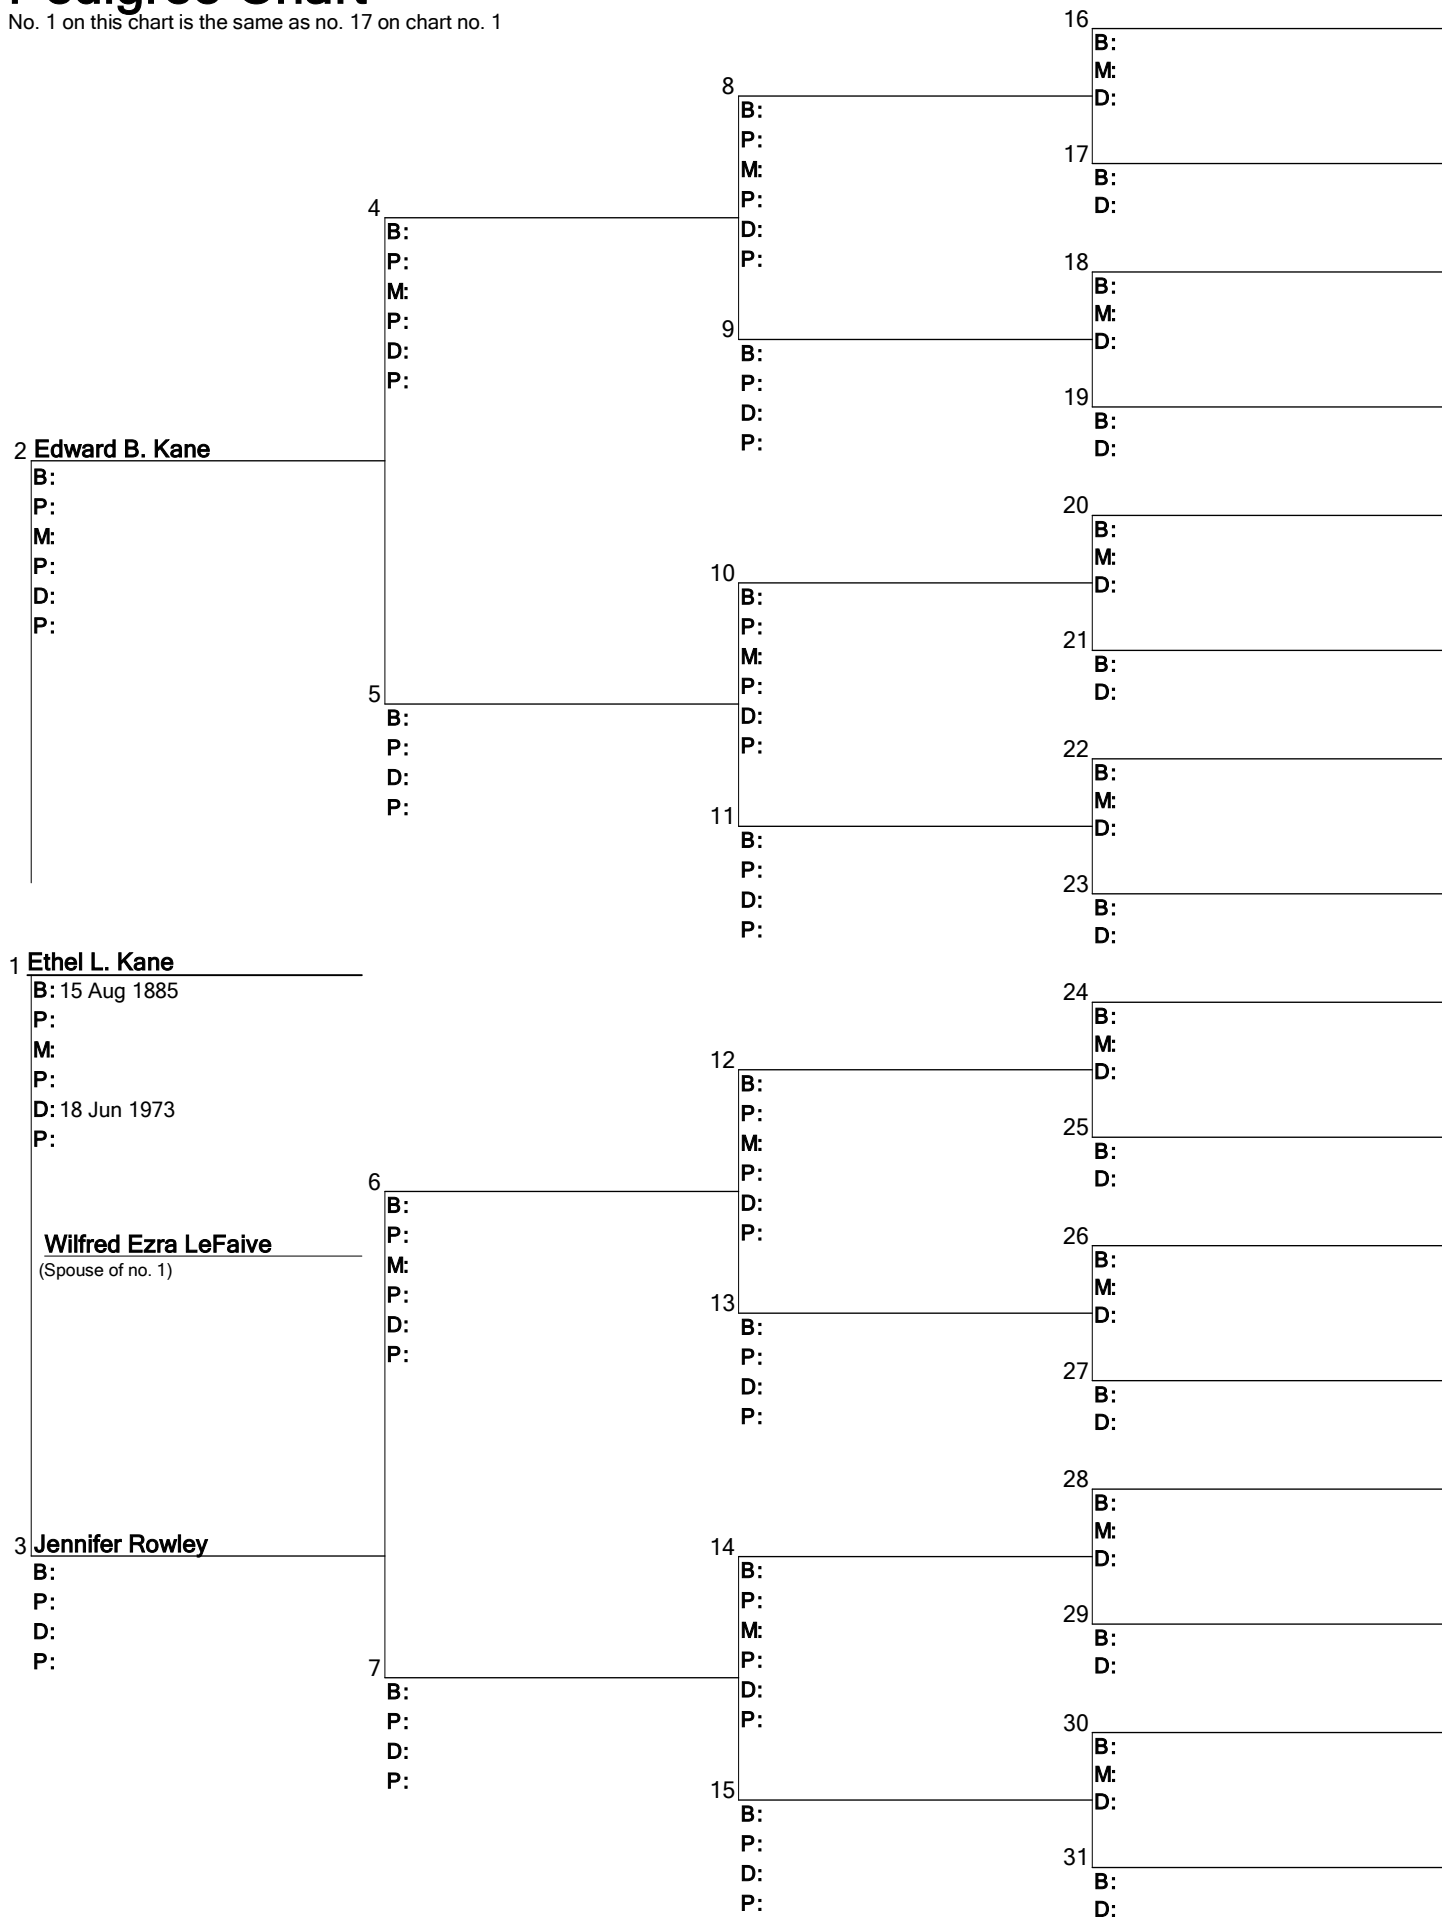 Pedigree Chart
No. 1 on this chart is the same as no. 17 on chart no. 1
2 Edward B. Kane
B:
P:
M:
P:
D:
P:
1 Ethel L. Kane
B: 15 Aug 1885
P:
M:
P:
D: 18 Jun 1973
P:
Wilfred Ezra LeFaive
(Spouse of no. 1)
3 Jennifer Rowley
B:
P:
D:
P:
4
B:
P:
M:
P:
D:
P:
5
B:
P:
D:
P:
6
B:
P:
M:
P:
D:
P:
7
B:
P:
D:
P:
8
B:
P:
M:
P:
D:
P:
9
B:
P:
D:
P:
10
B:
P:
M:
P:
D:
P:
11
B:
P:
D:
P:
12
B:
P:
M:
P:
D:
P:
13
B:
P:
D:
P:
14
B:
P:
M:
P:
D:
P:
15
B:
P:
D:
P:
16
B:
M:
D:
17
B:
D:
18
B:
M:
D:
19
B:
D:
20
B:
M:
D:
21
B:
D:
22
B:
M:
D:
23
B:
D:
24
B:
M:
D:
25
B:
D:
26
B:
M:
D:
27
B:
D:
28
B:
M:
D:
29
B:
D:
30
B:
M:
D:
31
B:
D: